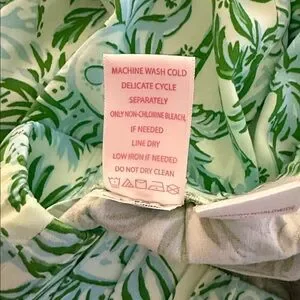 MACHINE WASH COLD
DELICATE CYCLE
SEPARATELY
ONLY NON-CHLORINE BLEACH,
IF NEEDED
LINE DRY
LOW IRON IF NEEDED
DO NOT DRY CLEAN